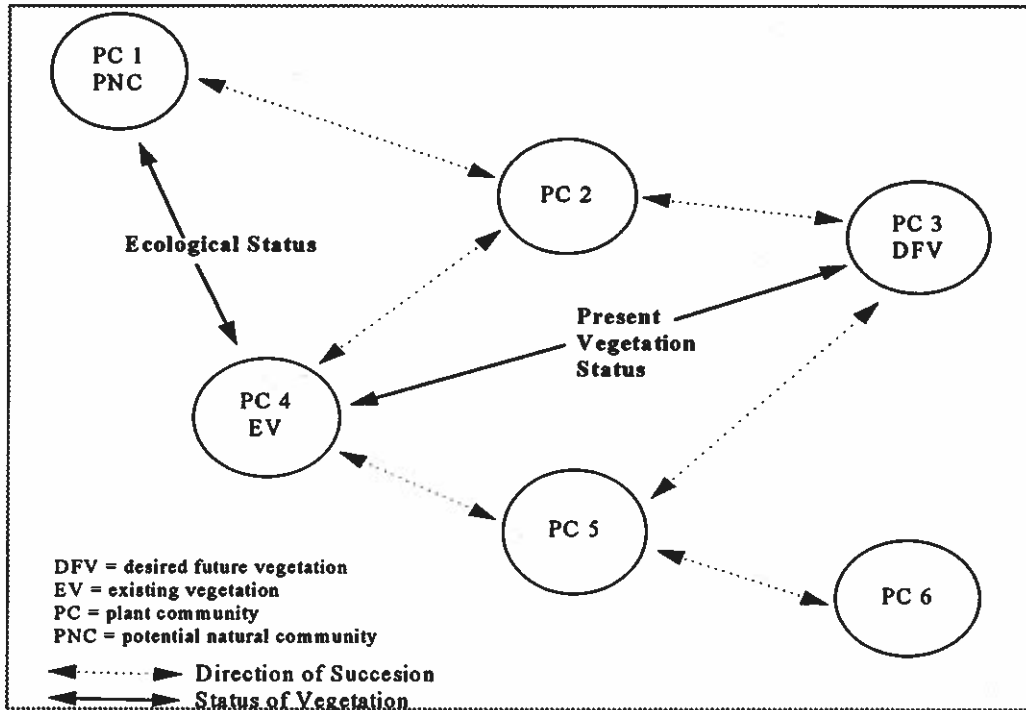 PC 1
PNC
PC 2
PC 3
DFV
Ecological Status
Present
Vegetation
Status
PC 4
EV
PC 5
PC 6
DFV = desired future vegetation
EV = existing vegetation
PC = plant community
PNC = potential natural community
Direction of Succesion
Status of Vegetation